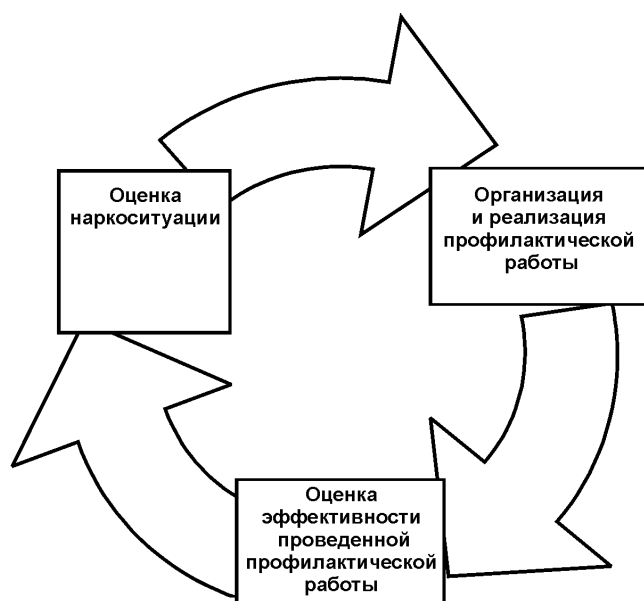 Оценка
наркоситуации
Организация
и реализация
профилактической
работы
Оценка
эффективности
проведенной
профилактической
работы